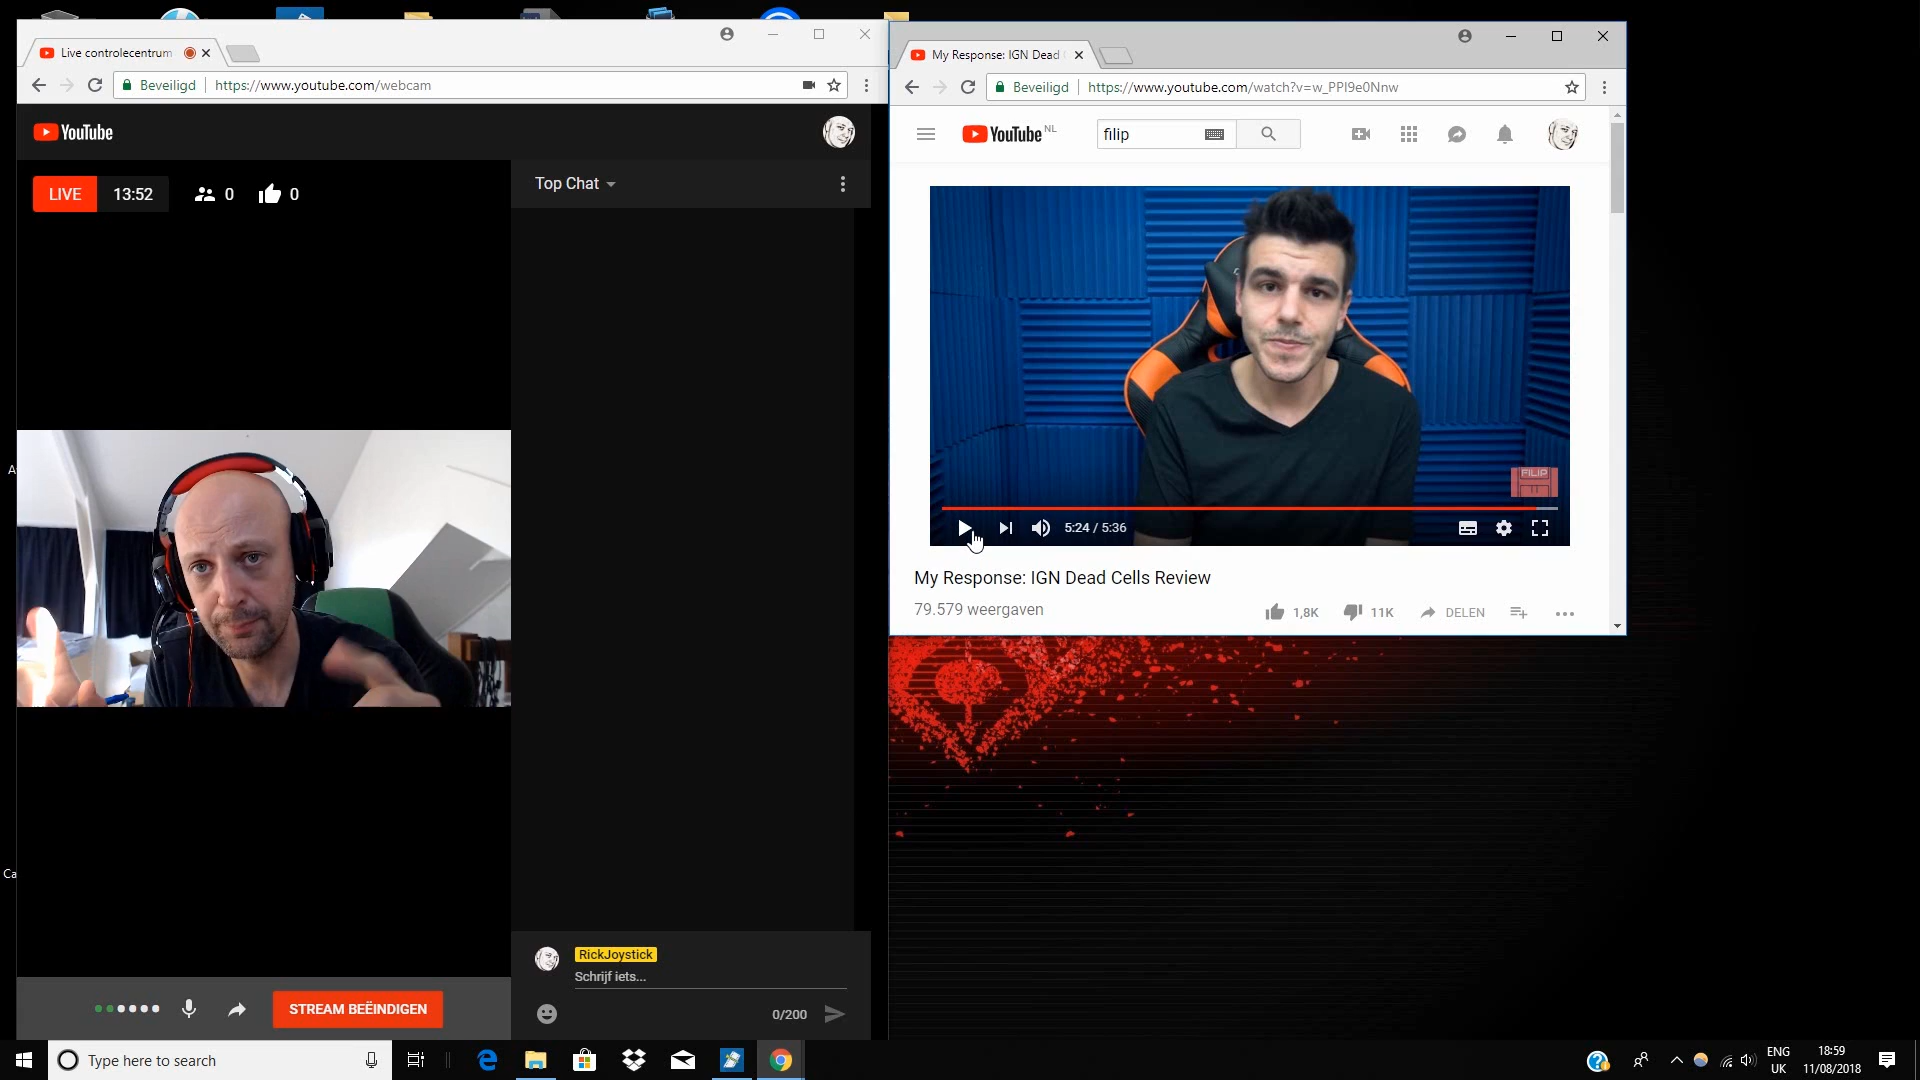 Live controlecentrum
Beveiligd
https://www.youtube.com/webcam
YouTube
LIVE 13:52 0 0
Top Chat
RickJoystick
Schrijf iets...
0/200
STREAM BEËINDIGEN
My Response: IGN Dead
Beveiligd
https://www.youtube.com/watch?v=w_PPI9e0Nnw
YouTube NL
filip
FILIP
5:24 / 5:36
My Response: IGN Dead Cells Review
79.579 weergaven
1,8K 11K DELEN
A
Ca
Type here to search
ENG
UK
18:59
11/08/2018